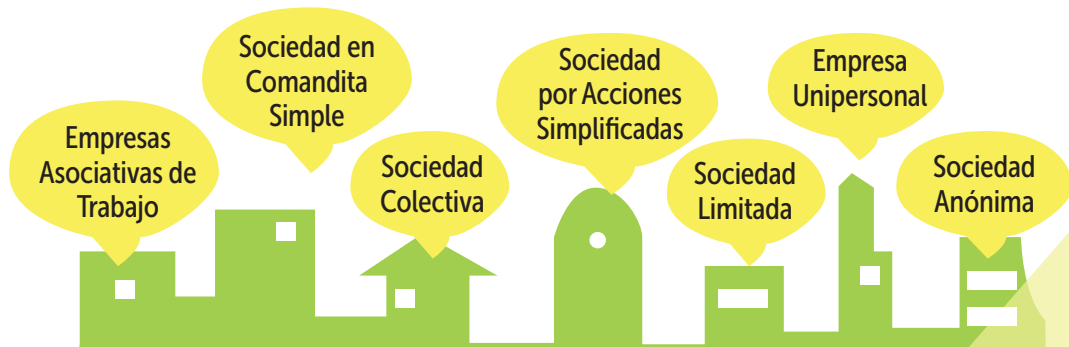 Empresas
Asociativas de
Trabajo
Sociedad en
Comandita
Simple
Sociedad
Colectiva
Sociedad
por Acciones
Simplificadas
Sociedad
Limitada
Empresa
Unipersonal
Sociedad
Anónima